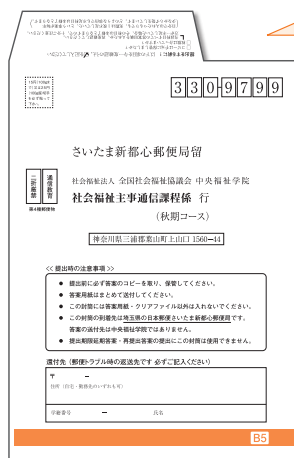 330-9799
さいたま新都心郵便局留
通信教育
二折厳禁
第4種郵便物
社会福祉法人 全国社会福祉協議会 中央福祉学院
社会福祉主事通信課程係 行
(秋期コース)
神奈川県三浦郡葉山町上山口 1560-44
<< 提出時の注意事項 >>
● 提出前に必ず答案のコピーを取り、保管してください。
● 答案用紙はまとめて送付してください。
● この封筒には答案用紙・クリアファイル以外は入れないでください。
● この封筒の到着先は埼玉県の日本郵便さいたま新都心郵便局です。
答案の送付先は中央福祉学院ではありません。
● 提出期限延期答案・再提出答案の提出にこの封筒は使用できません。
還付先（郵便トラブル時の返送先です 必ずご記入ください）
〒 -
住所（自宅・勤務先のいずれも可）
学籍番号 - 氏名
B5